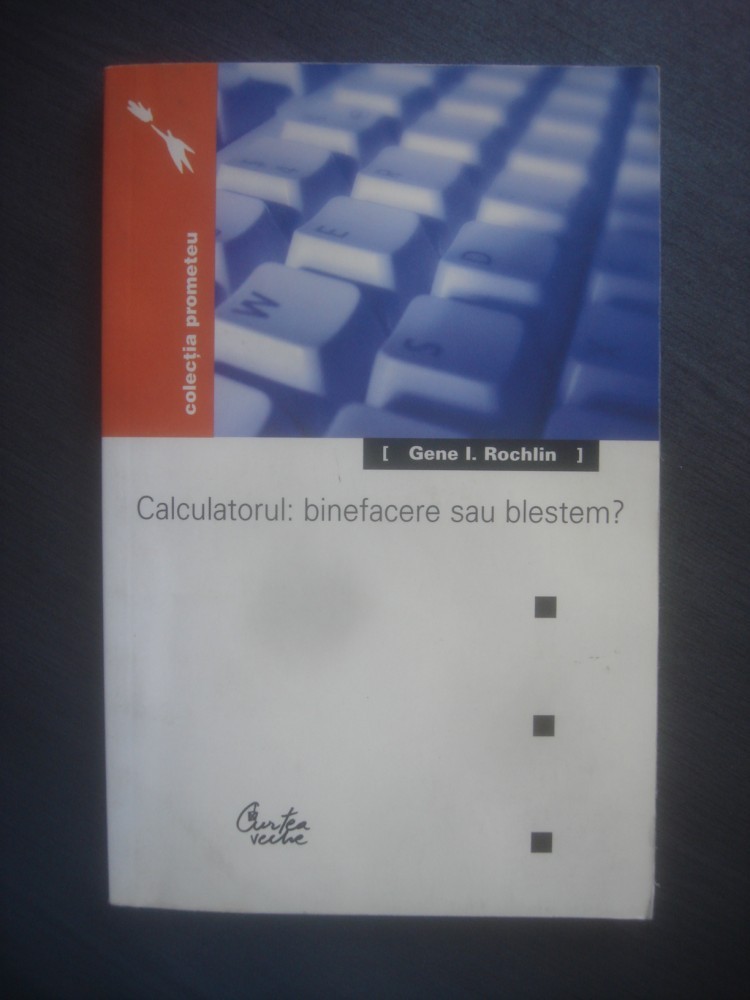 colecția prometeu
W
E
S
D
[ Gene I. Rochlin ]
Calculatorul: binefacere sau blestem?
Curtea
veche